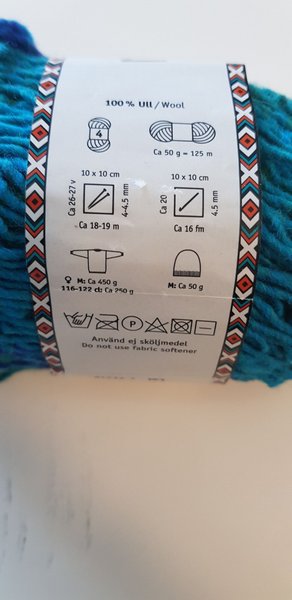 100 % Ull / Wool
4
Ca 50 g = 125 m
10 x 10 cm
Ca 26-27 v
4-4.5 mm
Ca 18-19 m
10 x 10 cm
Ca 20
4.5 mm
Ca 16 fm
♀ M: Ca 450 g
116-122 cl: Ca 250 g
M: Ca 50 g
P
Använd ej sköljmedel
Do not use fabric softener